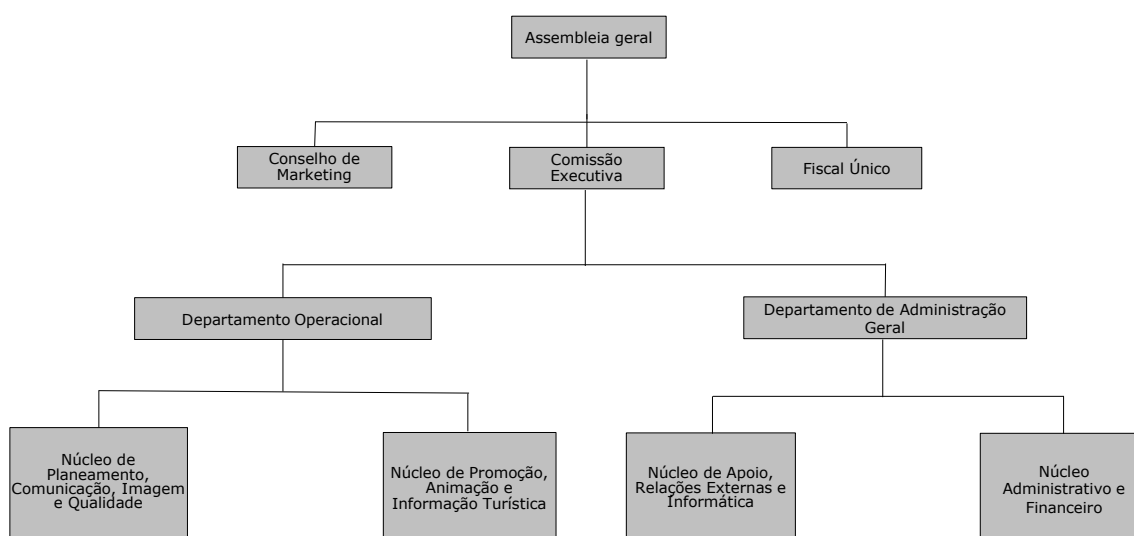 Assembleia geral
Conselho de
Marketing
Comissão
Executiva
Fiscal Único
Departamento Operacional
Departamento de Administração
Geral
Núcleo de
Planeamento,
Comunicação, Imagem
e Qualidade
Núcleo de Promoção,
Animação e
Informação Turística
Núcleo de Apoio,
Relações Externas e
Informática
Núcleo
Administrativo e
Financeiro